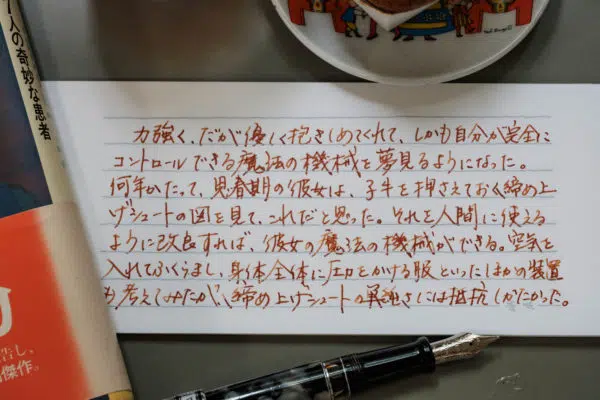 7人の奇妙な患者
力強く、だが優しく抱きしめてくれて、しかも自分が完全に
コントロールできる魔法の機械を夢見るようになった。
何年かたって、思春期の彼女は、子牛を押さえておく締め上
げシュートの図を見て、これだと思った。それを人間に使える
ように改良すれば、彼女の魔法の機械ができる。空気を
入れてふくらまし、身体全体に圧力をかける服といったほかの装置
も考えてみたが、締め上げシュートの単純さには抵抗しがたかった。
告し、
傑作。